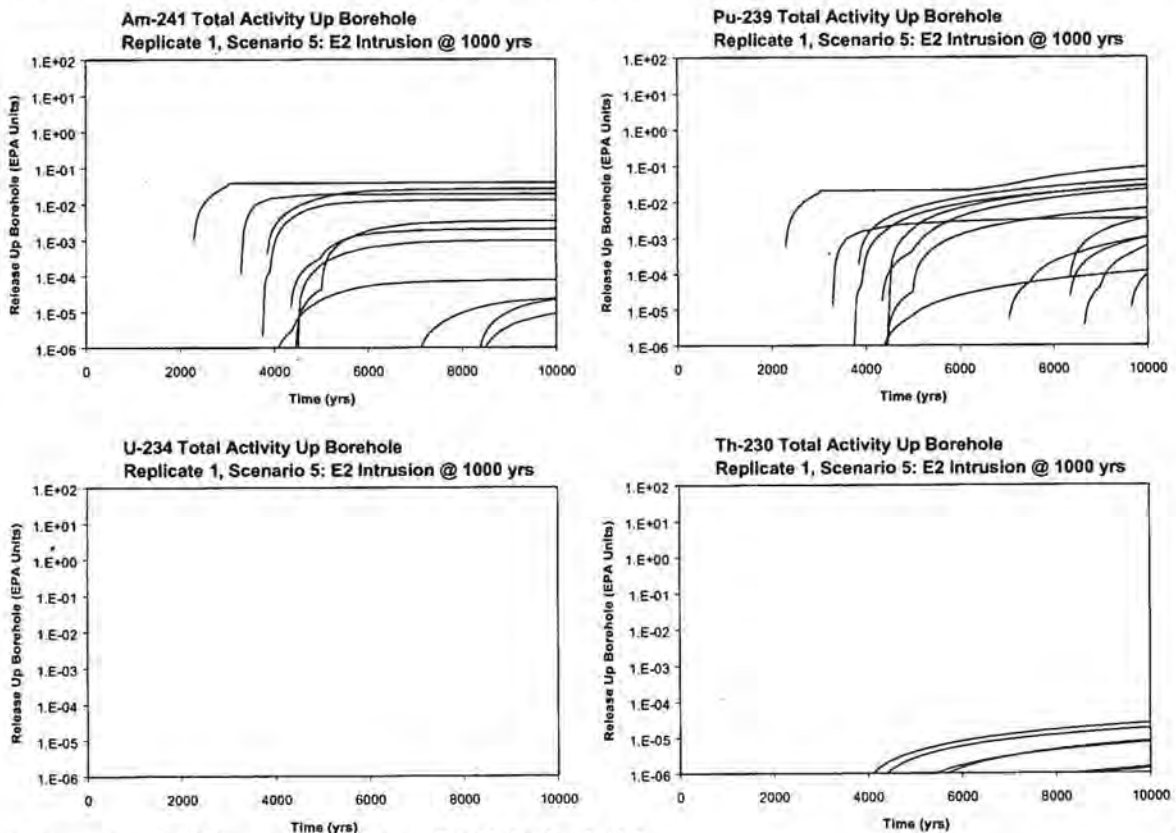 Am-241 Total Activity Up Borehole
Replicate 1, Scenario 5: E2 Intrusion @ 1000 yrs
Release Up Borehole (EPA Units)
1.E+02
1.E+01
1.E+00
1.E-01
1.E-02
1.E-03
1.E-04
1.E-05
1.E-06
0 2000 4000 6000 8000 10000
Time (yrs)
Pu-239 Total Activity Up Borehole
Replicate 1, Scenario 5: E2 Intrusion @ 1000 yrs
Release Up Borehole (EPA Units)
1.E+02
1.E+01
1.E+00
1.E-01
1.E-02
1.E-03
1.E-04
1.E-05
1.E-06
0 2000 4000 6000 8000 10000
Time (yrs)
U-234 Total Activity Up Borehole
Replicate 1, Scenario 5: E2 Intrusion @ 1000 yrs
Release Up Borehole (EPA Units)
1.E+02
1.E+01
1.E+00
1.E-01
1.E-02
1.E-03
1.E-04
1.E-05
1.E-06
0 2000 4000 6000 8000 10000
Time (yrs)
Th-230 Total Activity Up Borehole
Replicate 1, Scenario 5: E2 Intrusion @ 1000 yrs
Release Up Borehole (EPA Units)
1.E+02
1.E+01
1.E+00
1.E-01
1.E-02
1.E-03
1.E-04
1.E-05
1.E-06
0 2000 4000 6000 8000 10000
Time (yrs)